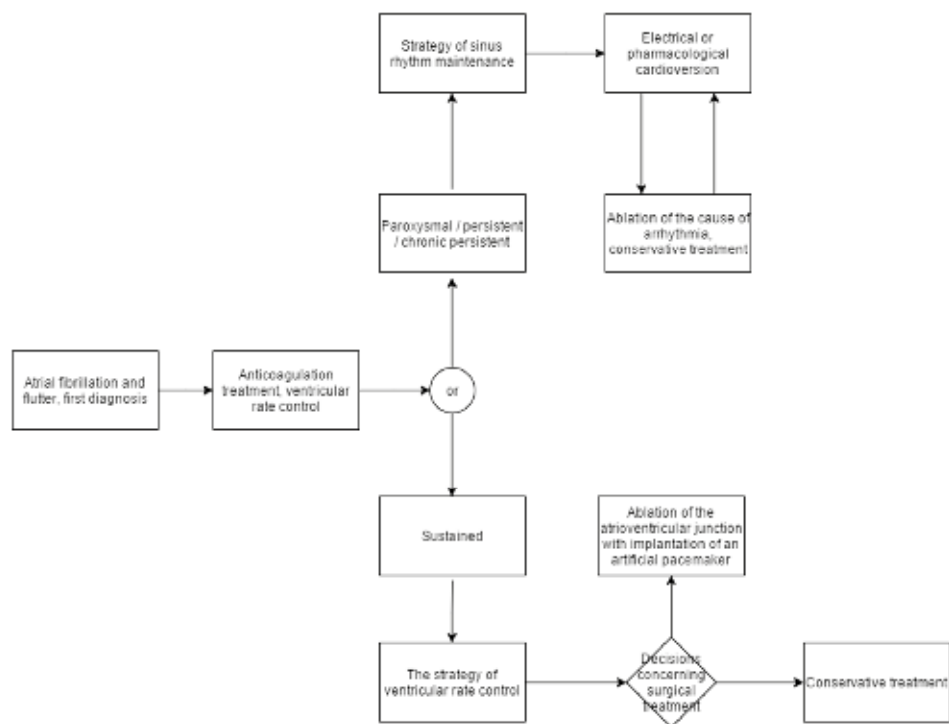 Strategy of sinus
rhythm maintenance
Electrical or
pharmacological
cardioversion
Paroxysmal / persistent
/ chronic persistent
Ablation of the cause of
arrhythmia,
conservative treatment
Atrial fibrillation and
flutter, first diagnosis
Anticoagulation
treatment, ventricular
rate control
or
Sustained
Ablation of the
atrioventricular junction
with implantation of an
artificial pacemaker
The strategy of
ventricular rate control
Decisions
concerning
surgical
treatment
Conservative treatment